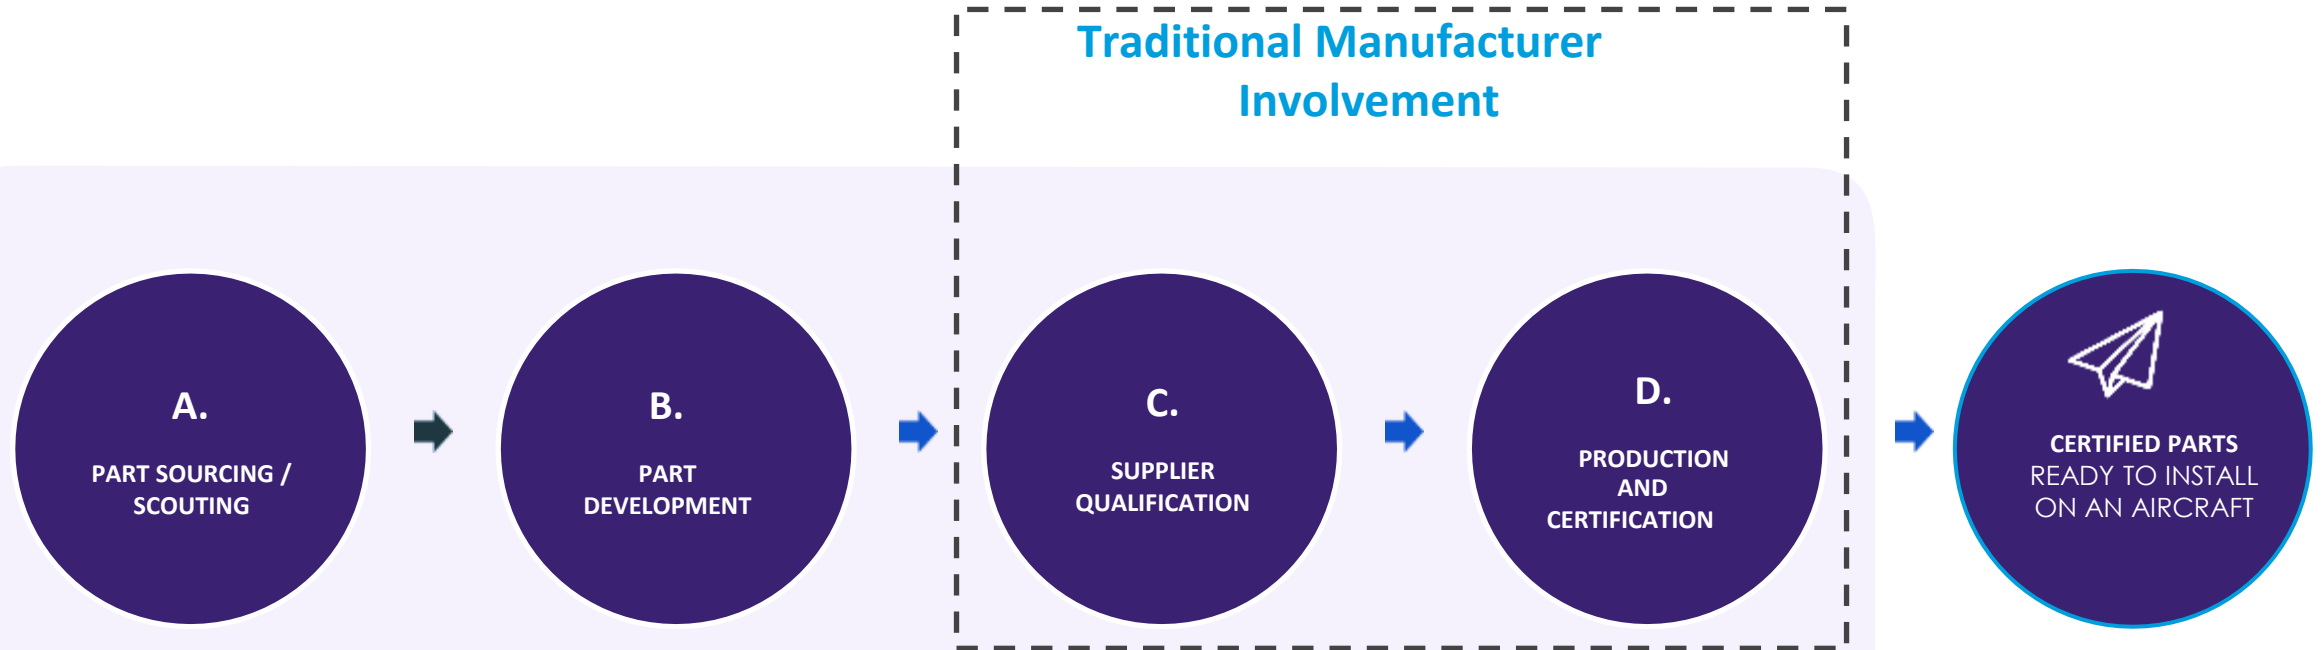 Traditional Manufacturer
Involvement
A.
PART SOURCING /
SCOUTING
B.
PART
DEVELOPMENT
C.
SUPPLIER
QUALIFICATION
D.
PRODUCTION
AND
CERTIFICATION
CERTIFIED PARTS
READY TO INSTALL
ON AN AIRCRAFT